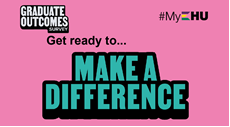 GRADUATE
OUTCOMES
SURVEY
#MyEHU
Get ready to...
MAKE A
DIFFERENCE